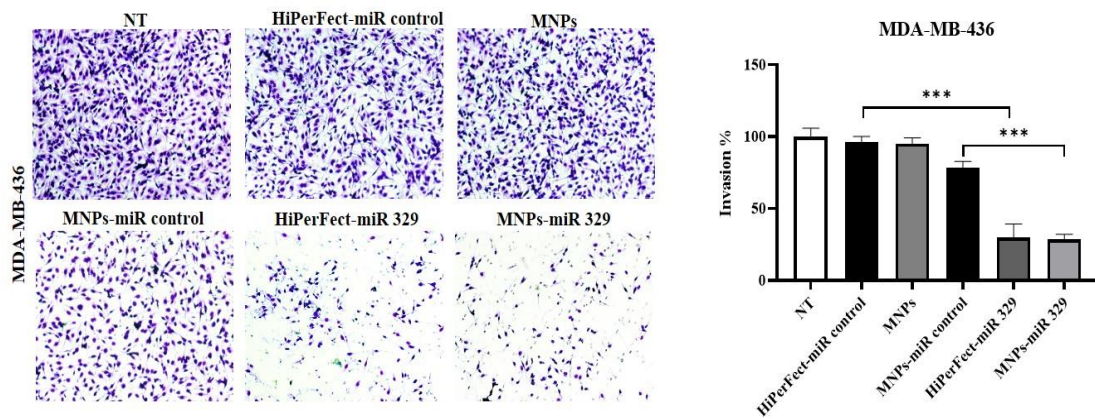 NT
HiPerFect-miR control
MNPs
MDA-MB-436
MNPs-miR control
HiPerFect-miR 329
MNPs-miR 329
MDA-MB-436
150
100
50
0
Invasion %
***
***
NT
HiPerFect-miR control
MNPs
MNPs-miR control
HiPerFect-miR 329
MNPs-miR 329